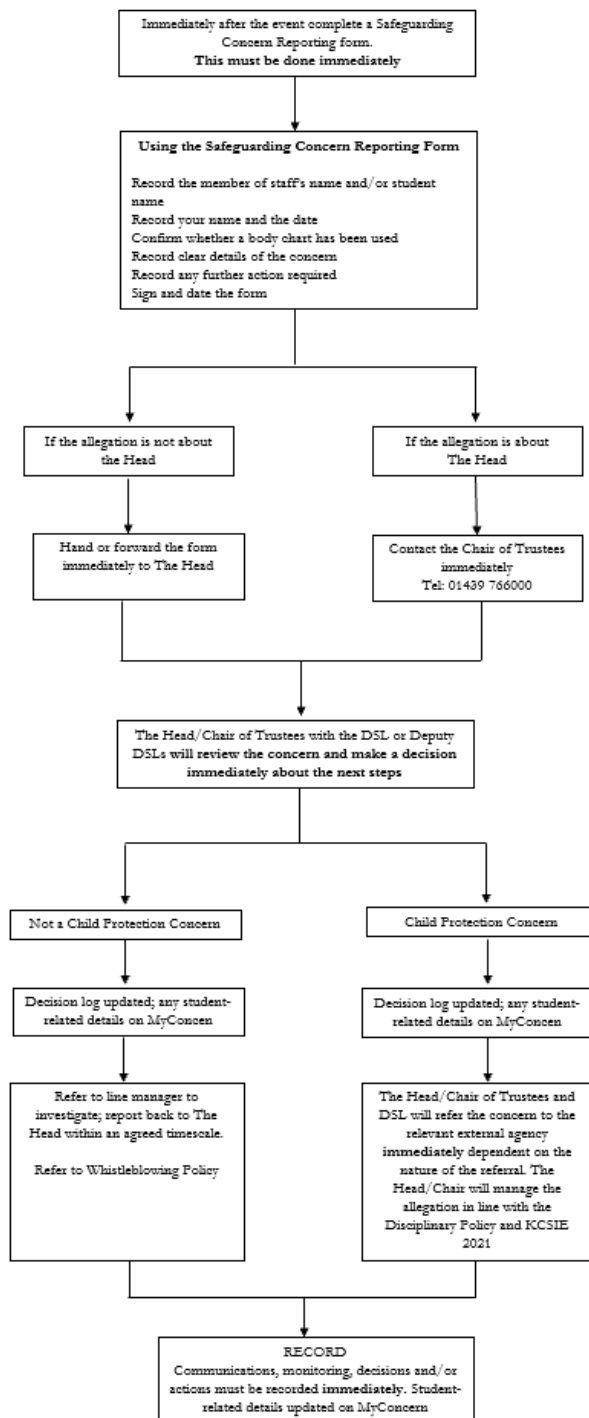 Immediately after the event complete a Safeguarding
Concern Reporting form.
This must be done immediately
Using the Safeguarding Concern Reporting Form
Record the member of staff's name and/or student
name
Record your name and the date
Confirm whether a body chart has been used
Record clear details of the concern
Record any further action required
Sign and date the form
If the allegation is not about
the Head
If the allegation is about
The Head
Hand or forward the form
immediately to The Head
Contact the Chair of Trustees
immediately
Tel: 01439 766000
The Head/Chair of Trustees with the DSL or Deputy
DSLs will review the concern and make a decision
immediately about the next steps
Not a Child Protection Concern
Child Protection Concern
Decision log updated; any student-
related details on MyConcen
Decision log updated; any student-
related details on MyConcen
Refer to line manager to
investigate; report back to The
Head within an agreed timescale.
Refer to Whistleblowing Policy
The Head/Chair of Trustees and
DSL will refer the concern to the
relevant external agency
immediately dependent on the
nature of the referral. The
Head/Chair will manage the
allegation in line with the
Disciplinary Policy and KCSIE
2021
RECORD
Communications, monitoring, decisions and/or
actions must be recorded immediately. Student-
related details updated on MyConcern